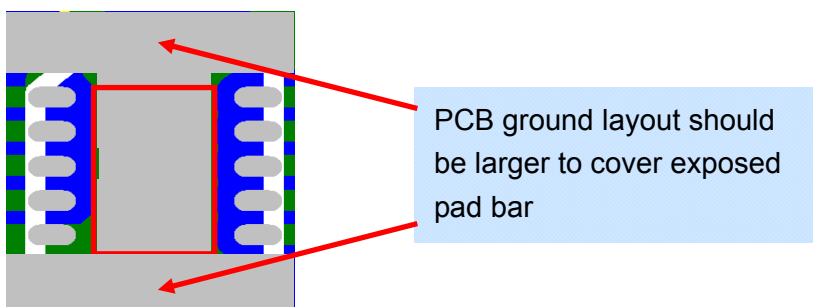 PCB ground layout should
be larger to cover exposed
pad bar